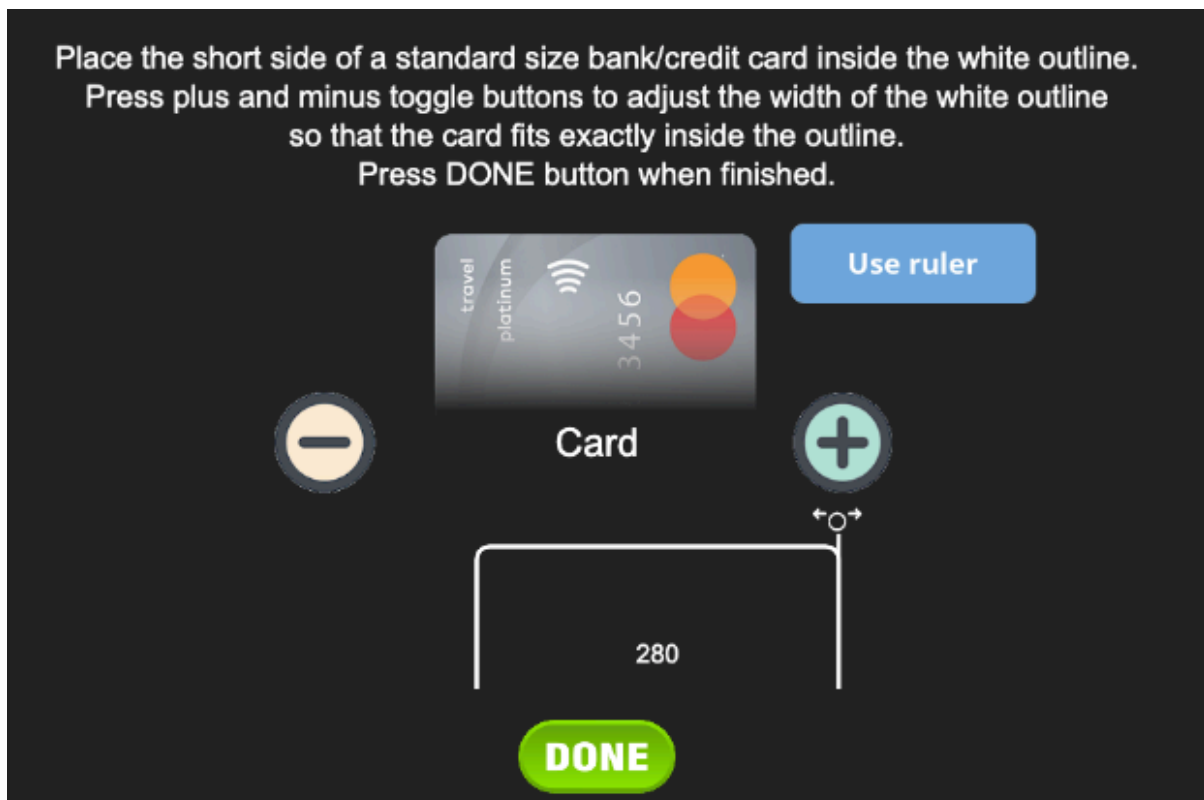 Place the short side of a standard size bank/credit card inside the white outline.
Press plus and minus toggle buttons to adjust the width of the white outline
so that the card fits exactly inside the outline.
Press DONE button when finished.
travel
platinum
3456
Use ruler
Card
280
DONE